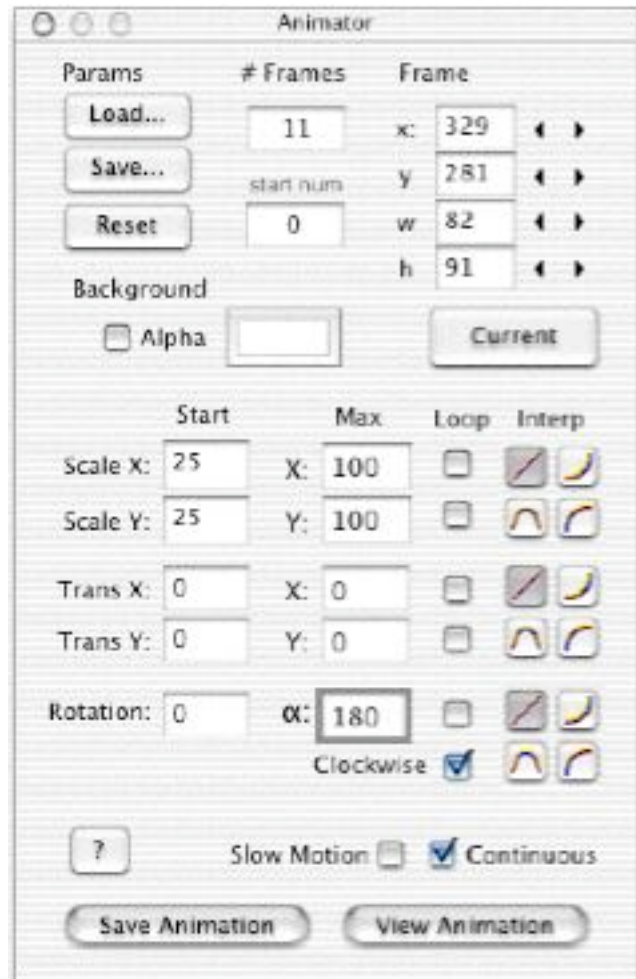 Animator
Params # Frames Frame
Load... 11 x: 329
Save... start num y 281
Reset 0 w 82
h 91
Background
Alpha Current
Start Max Loop Interp
Scale X: 25 X: 100
Scale Y: 25 Y: 100
Trans X: 0 X: 0
Trans Y: 0 Y: 0
Rotation: 0 α: 180
Clockwise
? Slow Motion Continuous
Save Animation View Animation